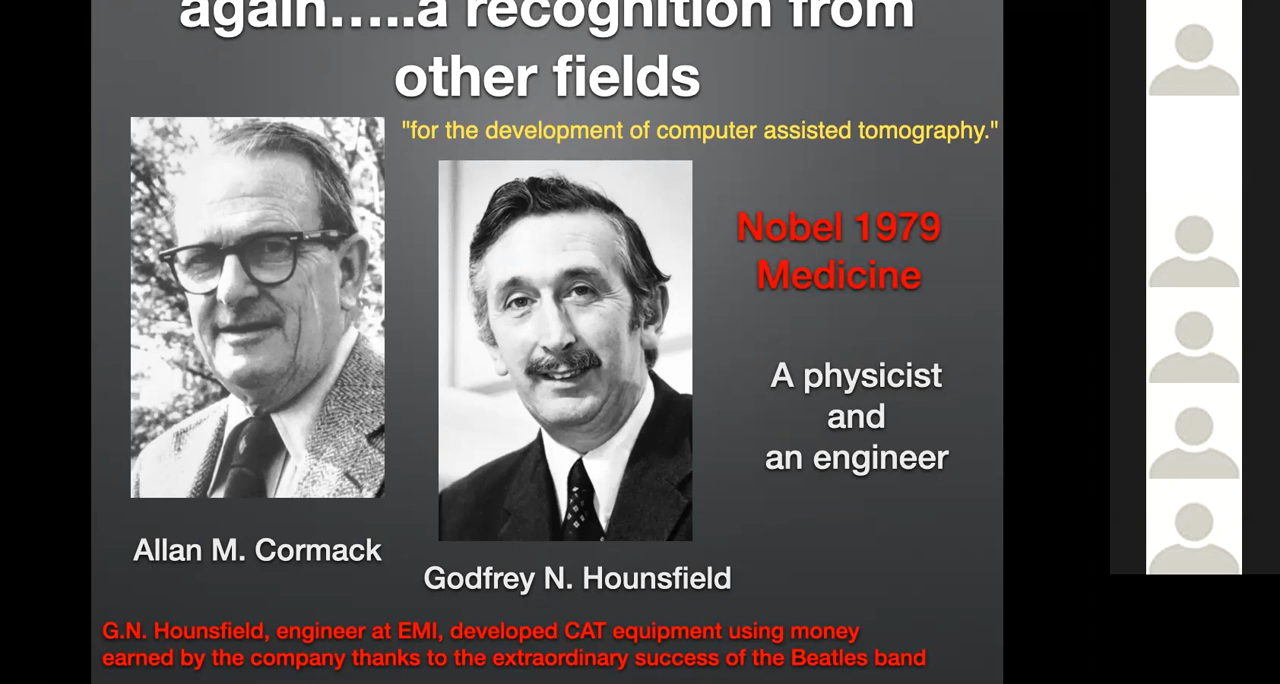 again.....a recognition from
other fields
"for the development of computer assisted tomography."
Nobel 1979
Medicine
A physicist
and
an engineer
Allan M. Cormack
Godfrey N. Hounsfield
G.N. Hounsfield, engineer at EMI, developed CAT equipment using money
earned by the company thanks to the extraordinary success of the Beatles band